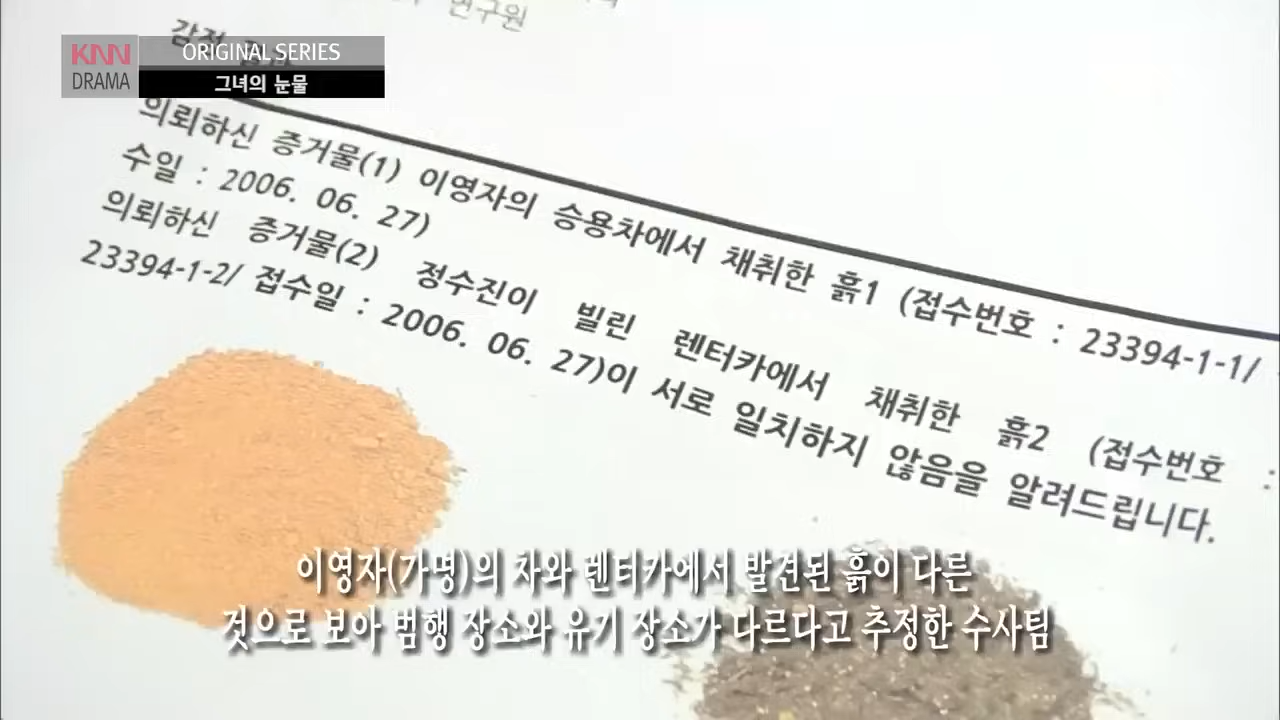 연구원
KNN
DRAMA
ORIGINAL SERIES
그녀의 눈물
의뢰하신 증거물(1) 이영자의 승용차에서 채취한 흙1 (접수번호 : 23394-1-1/
수일 : 2006. 06. 27)
의뢰하신 증거물(2) 정수진이 빌린 렌터카에서 채취한 흙2 (접수번호 :
23394-1-2/ 접수일 : 2006. 06. 27)이 서로 일치하지 않음을 알려드립니다.
이영자(가명)의 차와 렌터카에서 발견된 흙이 다른
것으로 보아 범행 장소와 유기 장소가 다르다고 추정한 수사팀